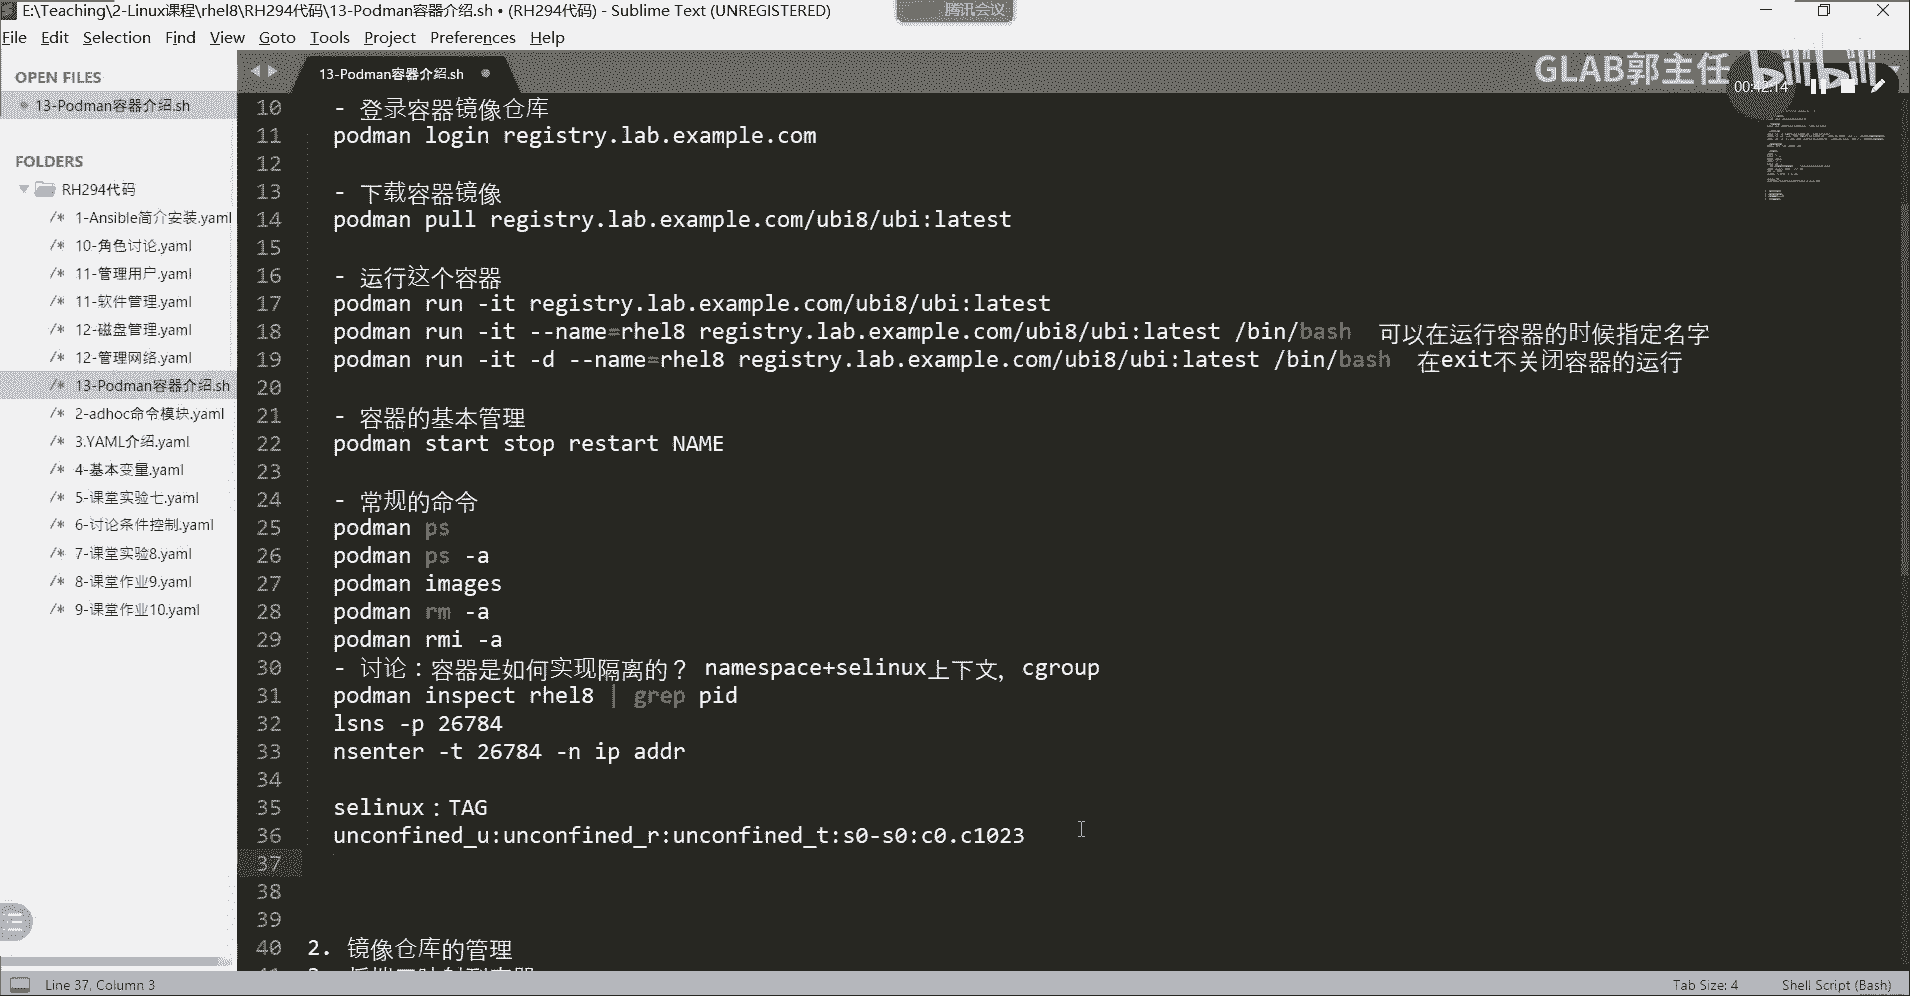 E:\Teaching\2-Linux课程\rhel8\RH294代码\13-Podman容器介绍.sh • (RH294代码) - Sublime Text (UNREGISTERED)
腾讯会议
File Edit Selection Find View Goto Tools Project Preferences Help
OPEN FILES
13-Podman容器介绍.sh
FOLDERS
RH294代码
/* 1-Ansible简介安装.yaml
/* 10-角色讨论.yaml
/* 11-管理用户.yaml
/* 11-软件管理.yaml
/* 12-磁盘管理.yaml
/* 12-管理网络.yaml
/* 13-Podman容器介绍.sh
/* 2-adhoc命令模块.yaml
/* 3.YAML介绍.yaml
/* 4-基本变量.yaml
/* 5-课堂实验七.yaml
/* 6-讨论条件控制.yaml
/* 7-课堂实验8.yaml
/* 8-课堂作业9.yaml
/* 9-课堂作业10.yaml
13-Podman容器介绍.sh
GLAB郭主任
bilibili
00:42:14
10 - 登录容器镜像仓库
11 podman login registry.lab.example.com
12
13 - 下载容器镜像
14 podman pull registry.lab.example.com/ubi8/ubi:latest
15
16 - 运行这个容器
17 podman run -it registry.lab.example.com/ubi8/ubi:latest
18 podman run -it --name=rhel8 registry.lab.example.com/ubi8/ubi:latest /bin/bash 可以在运行容器的时候指定名字
19 podman run -it -d --name=rhel8 registry.lab.example.com/ubi8/ubi:latest /bin/bash 在exit不关闭容器的运行
20
21 - 容器的基本管理
22 podman start stop restart NAME
23
24 - 常规的命令
25 podman ps
26 podman ps -a
27 podman images
28 podman rm -a
29 podman rmi -a
30 - 讨论：容器是如何实现隔离的？ namespace+selinux上下文，cgroup
31 podman inspect rhel8 | grep pid
32 lsns -p 26784
33 nsenter -t 26784 -n ip addr
34
35 selinux：TAG
36 unconfined_u:unconfined_r:unconfined_t:s0-s0:c0.c1023
37
38
39
40 2. 镜像仓库的管理
Line 37, Column 3
Tab Size: 4
Shell Script (Bash)